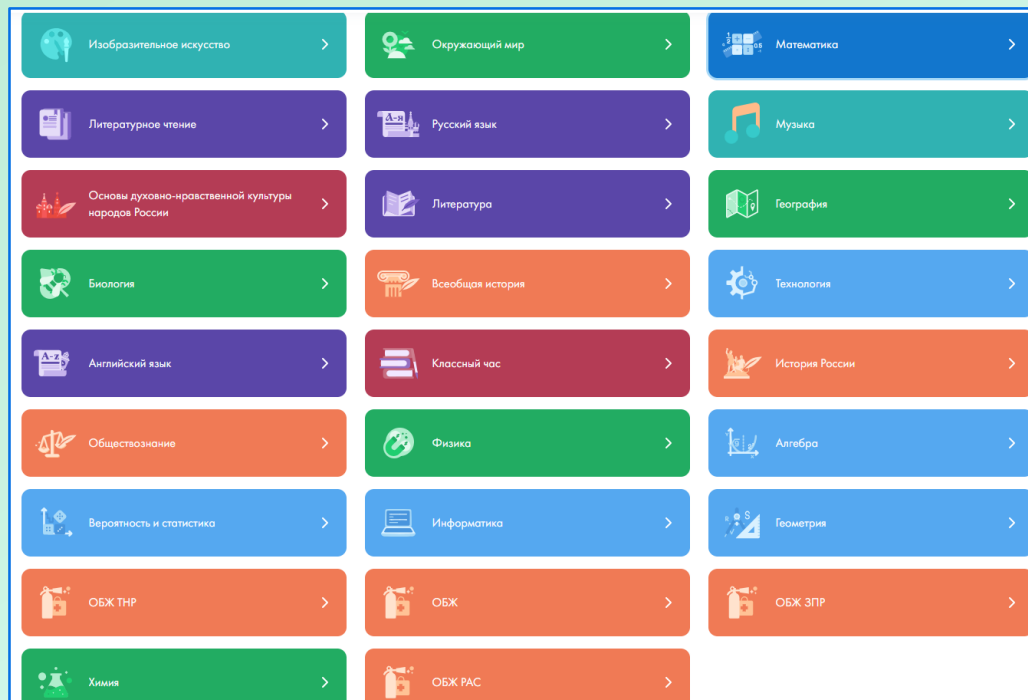 Изобразительное искусство
Окружающий мир
Математика
Литературное чтение
Русский язык
Музыка
Основы духовно-нравственной культуры
народов России
Литература
География
Биология
Всеобщая история
Технология
Английский язык
Классный час
История России
Обществознание
Физика
Алгебра
Вероятность и статистика
Информатика
Геометрия
ОБЖ ТНР
ОБЖ
ОБЖ ЗПР
Химия
ОБЖ РАС